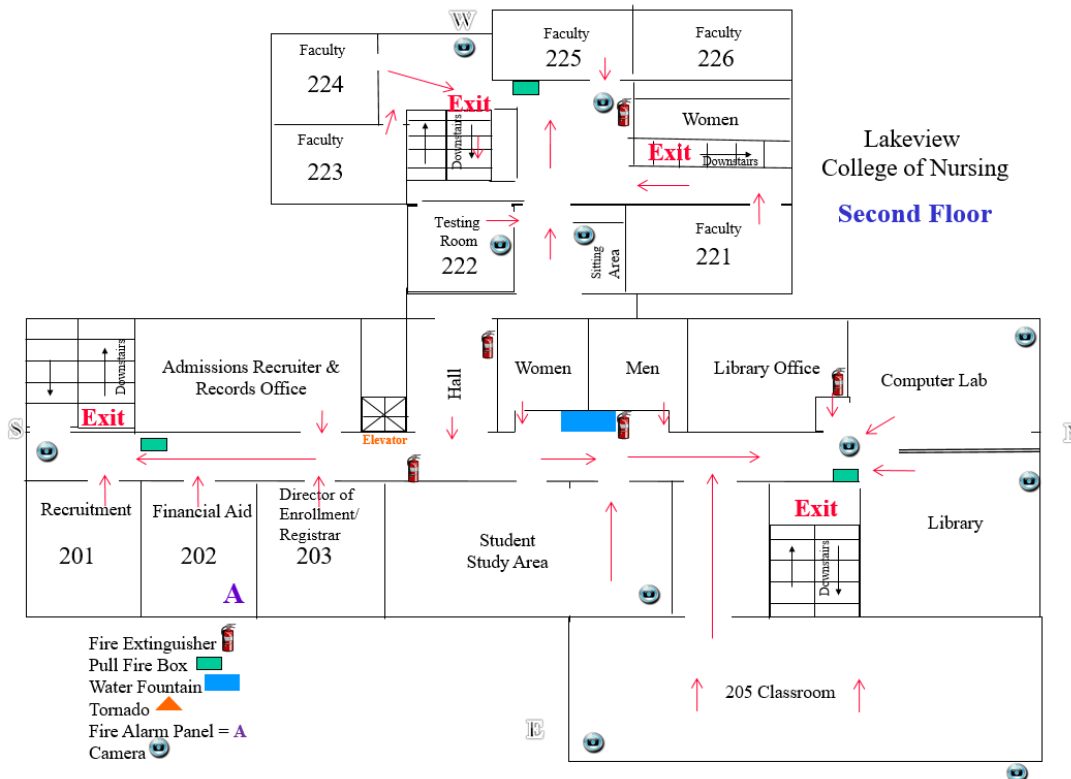 W
Faculty
224
Faculty
225
Faculty
226
Exit
Downstairs
Women
Exit
Downstairs
Faculty
223
Lakeview
College of Nursing
Second Floor
Testing
Room
222
Sitting
Area
Faculty
221
Downstairs
Exit
Admissions Recruiter &
Records Office
Elevator
Hall
Women
Men
Library Office
Computer Lab
S
Recruitment
201
Financial Aid
202
A
Director of
Enrollment/
Registrar
203
Student
Study Area
Exit
Downstairs
Library
205 Classroom
E
Fire Extinguisher
Pull Fire Box
Water Fountain
Tornado
Fire Alarm Panel = A
Camera